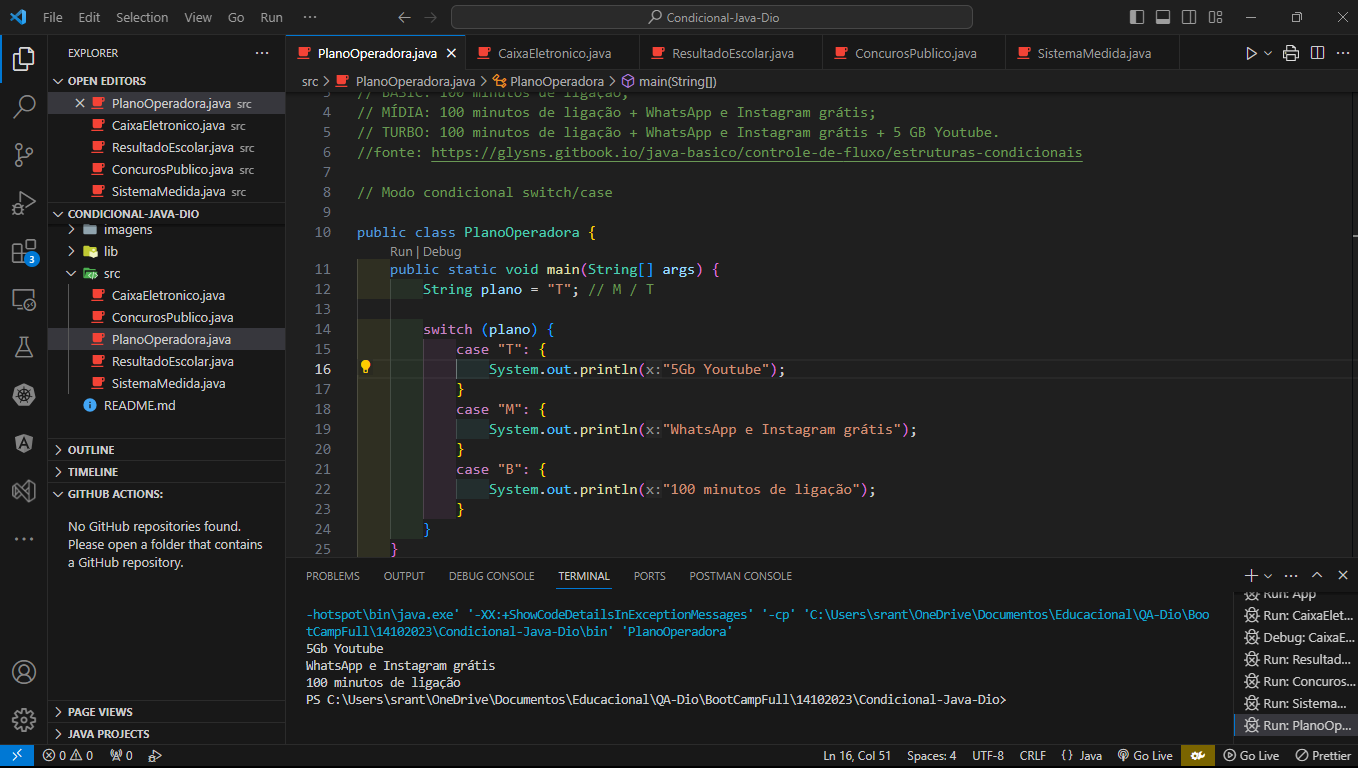 File Edit Selection View Go Run ··· Condicional-Java-Dio
EXPLORER ···
OPEN EDITORS
PlanoOperadora.java src
CaixaEletronico.java src
ResultadoEscolar.java src
ConcurosPublico.java src
SistemaMedida.java src
CONDICIONAL-JAVA-DIO
imagens
lib
src
CaixaEletronico.java
ConcurosPublico.java
PlanoOperadora.java
ResultadoEscolar.java
SistemaMedida.java
README.md
OUTLINE
TIMELINE
GITHUB ACTIONS:
No GitHub repositories found.
Please open a folder that contains
a GitHub repository.
PAGE VIEWS
JAVA PROJECTS
3
PlanoOperadora.java CaixaEletronico.java ResultadoEscolar.java ConcurosPublico.java SistemaMedida.java
src > PlanoOperadora.java > PlanoOperadora > main(String[])
3 // BASIC: 100 minutos de ligação;
4 // MÍDIA: 100 minutos de ligação + WhatsApp e Instagram grátis;
5 // TURBO: 100 minutos de ligação + WhatsApp e Instagram grátis + 5 GB Youtube.
6 //fonte: https://glysns.gitbook.io/java-basico/controle-de-fluxo/estruturas-condicionais
7
8 // Modo condicional switch/case
9
10 public class PlanoOperadora {
Run | Debug
11 public static void main(String[] args) {
12 String plano = "T"; // M / T
13
14 switch (plano) {
15 case "T": {
16 System.out.println(x:"5Gb Youtube");
17 }
18 case "M": {
19 System.out.println(x:"WhatsApp e Instagram grátis");
20 }
21 case "B": {
22 System.out.println(x:"100 minutos de ligação");
23 }
24 }
25 }
PROBLEMS OUTPUT DEBUG CONSOLE TERMINAL PORTS POSTMAN CONSOLE
-hotspot\bin\java.exe' '-XX:+ShowCodeDetailsInExceptionMessages' '-cp' 'C:\Users\srant\OneDrive\Documentos\Educacional\QA-Dio\Boo
tCampFull\14102023\Condicional-Java-Dio\bin' 'PlanoOperadora'
5Gb Youtube
WhatsApp e Instagram grátis
100 minutos de ligação
PS C:\Users\srant\OneDrive\Documentos\Educacional\QA-Dio\BootCampFull\14102023\Condicional-Java-Dio>
Run: App
Run: CaixaElet...
Debug: CaixaE...
Run: Resultad...
Run: Concuros...
Run: Sistema...
Run: PlanoOp...
0 0 0 Ln 16, Col 51 Spaces: 4 UTF-8 CRLF {} Java Go Live Go Live Prettier